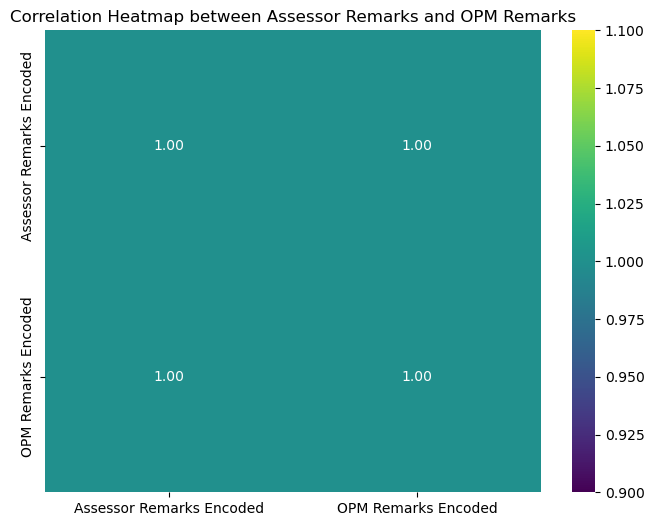 Correlation Heatmap between Assessor Remarks and OPM Remarks
Assessor Remarks Encoded
OPM Remarks Encoded
1.00 1.00
1.00 1.00
Assessor Remarks Encoded OPM Remarks Encoded
1.100
1.075
1.050
1.025
1.000
0.975
0.950
0.925
0.900